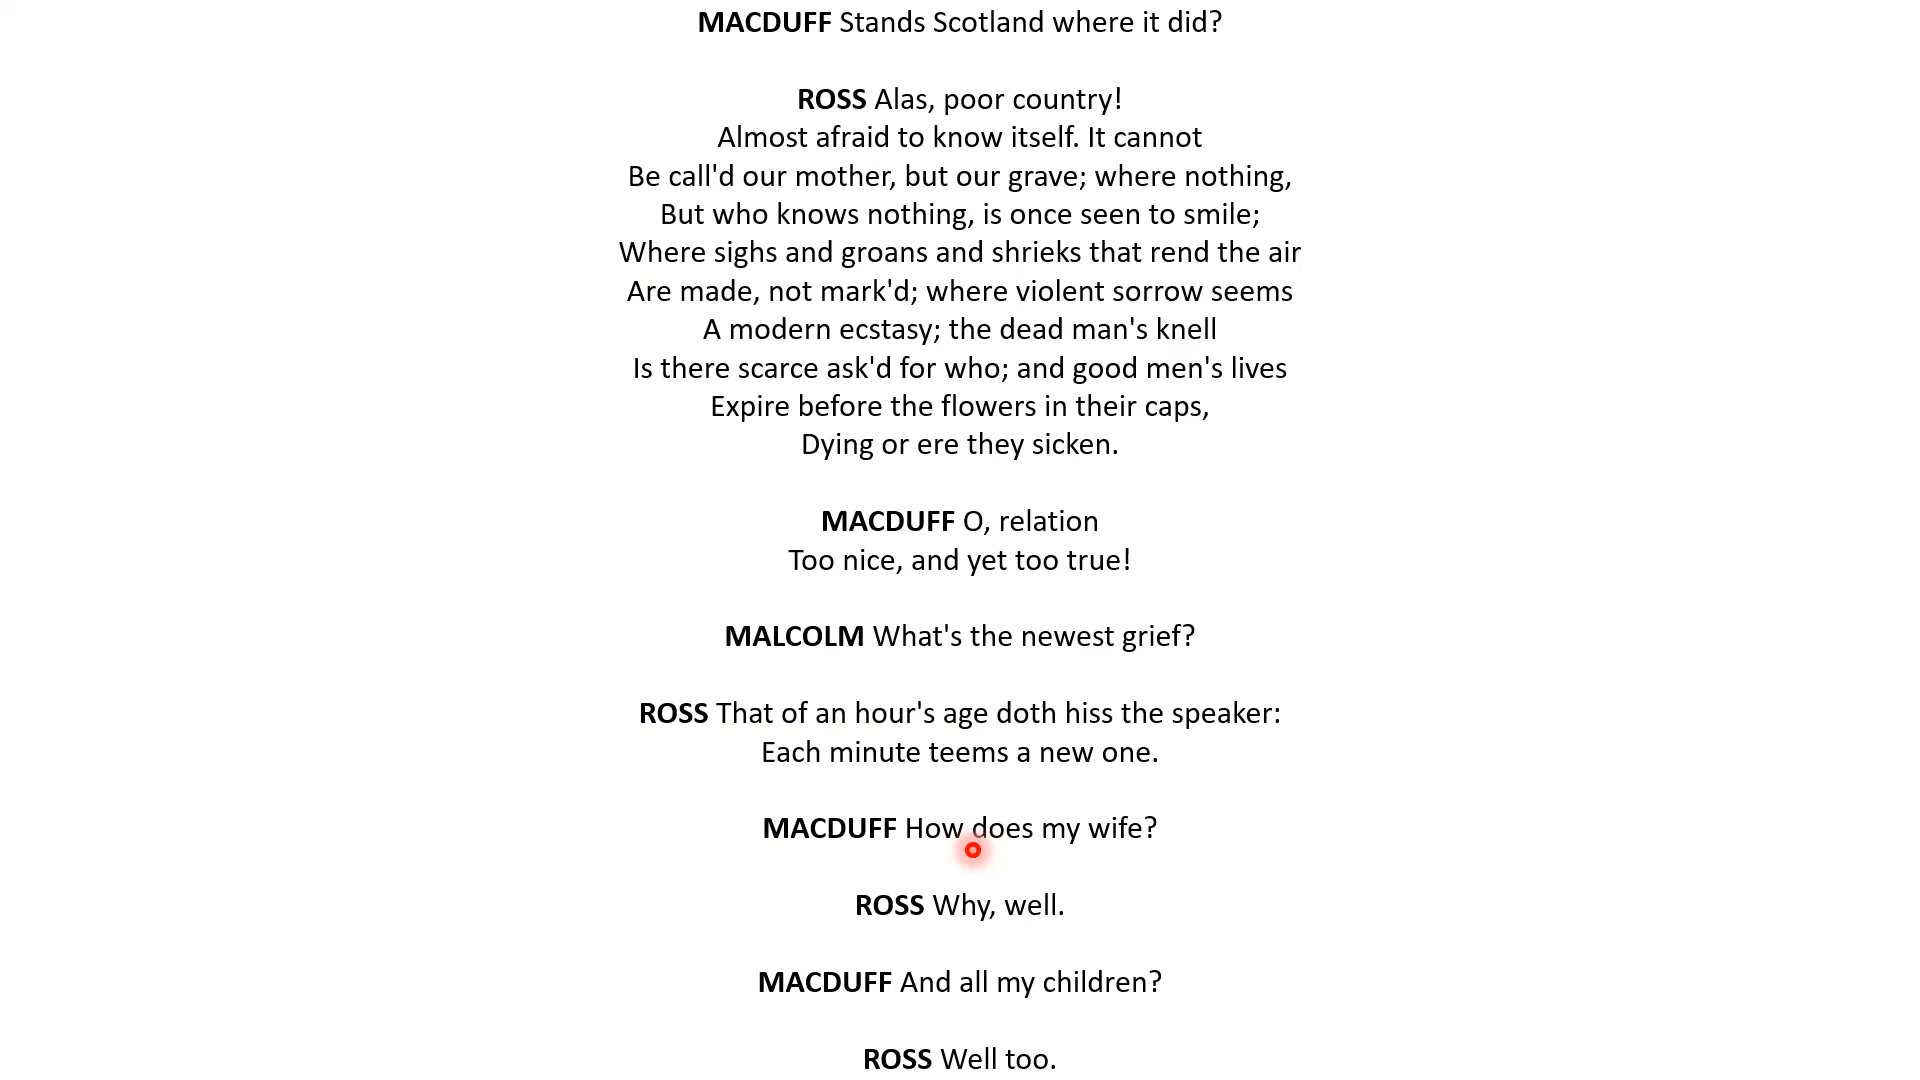 MACDUFF Stands Scotland where it did?
ROSS Alas, poor country!
Almost afraid to know itself. It cannot
Be call'd our mother, but our grave; where nothing,
But who knows nothing, is once seen to smile;
Where sighs and groans and shrieks that rend the air
Are made, not mark'd; where violent sorrow seems
A modern ecstasy; the dead man's knell
Is there scarce ask'd for who; and good men's lives
Expire before the flowers in their caps,
Dying or ere they sicken.
MACDUFF O, relation
Too nice, and yet too true!
MALCOLM What's the newest grief?
ROSS That of an hour's age doth hiss the speaker:
Each minute teems a new one.
MACDUFF How does my wife?
ROSS Why, well.
MACDUFF And all my children?
ROSS Well too.